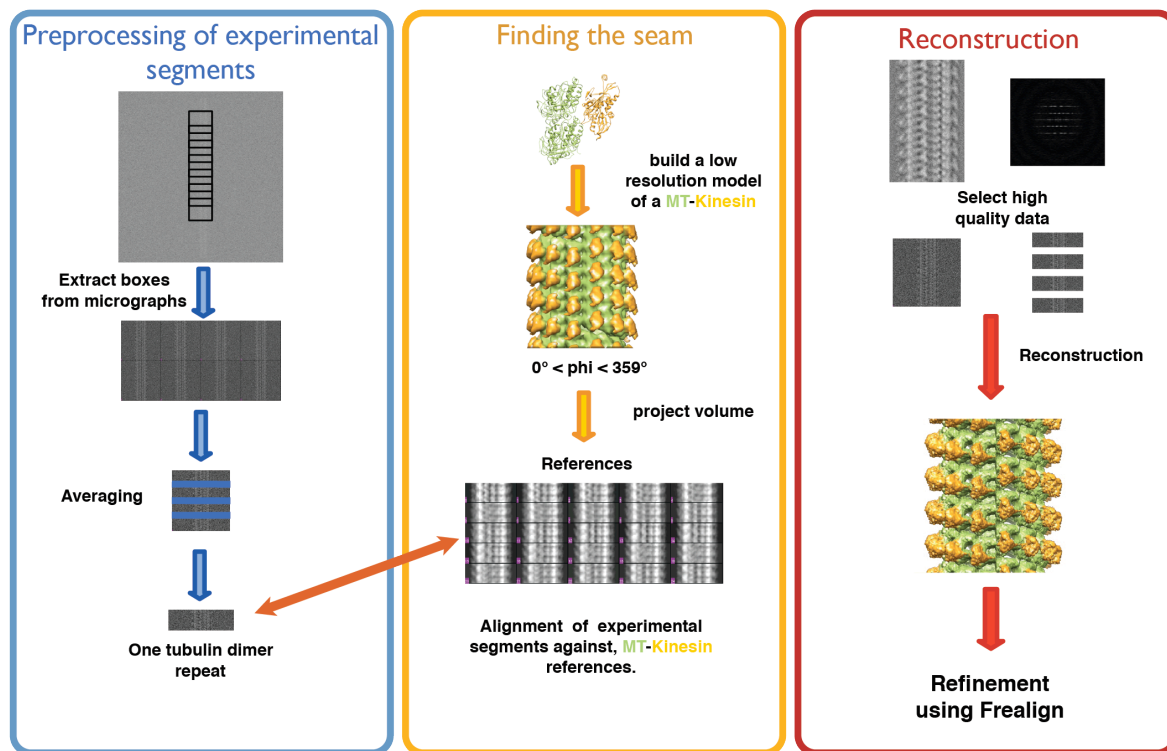 Preprocessing of experimental
segments
Extract boxes
from micrographs
Averaging
One tubulin dimer
repeat
Finding the seam
build a low
resolution model
of a MT-Kinesin
0° < phi < 359°
project volume
References
Alignment of experimental
segments against, MT-Kinesin
references.
Reconstruction
Select high
quality data
Reconstruction
Refinement
using Frealign